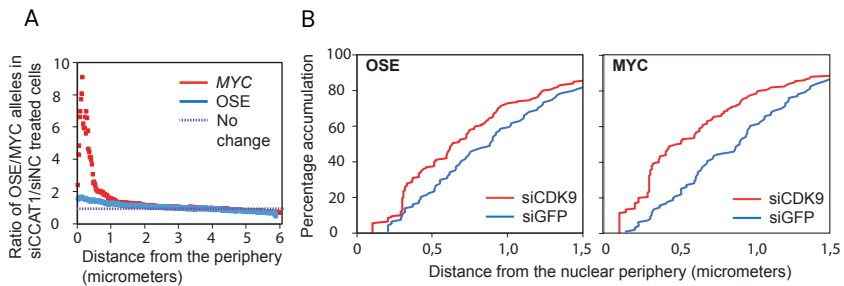 A
Ratio of OSE/MYC alleles in
siCCAT1/siNC treated cells
10
8
6
4
2
0
MYC
OSE
No
change
0 1 2 3 4 5 6
Distance from the periphery
(micrometers)
B
Percentage accumulation
100
80
60
40
20
0
OSE
siCDK9
siGFP
0 0,5 1,0 1,5
MYC
siCDK9
siGFP
0 0,5 1,0 1,5
Distance from the nuclear periphery (micrometers)